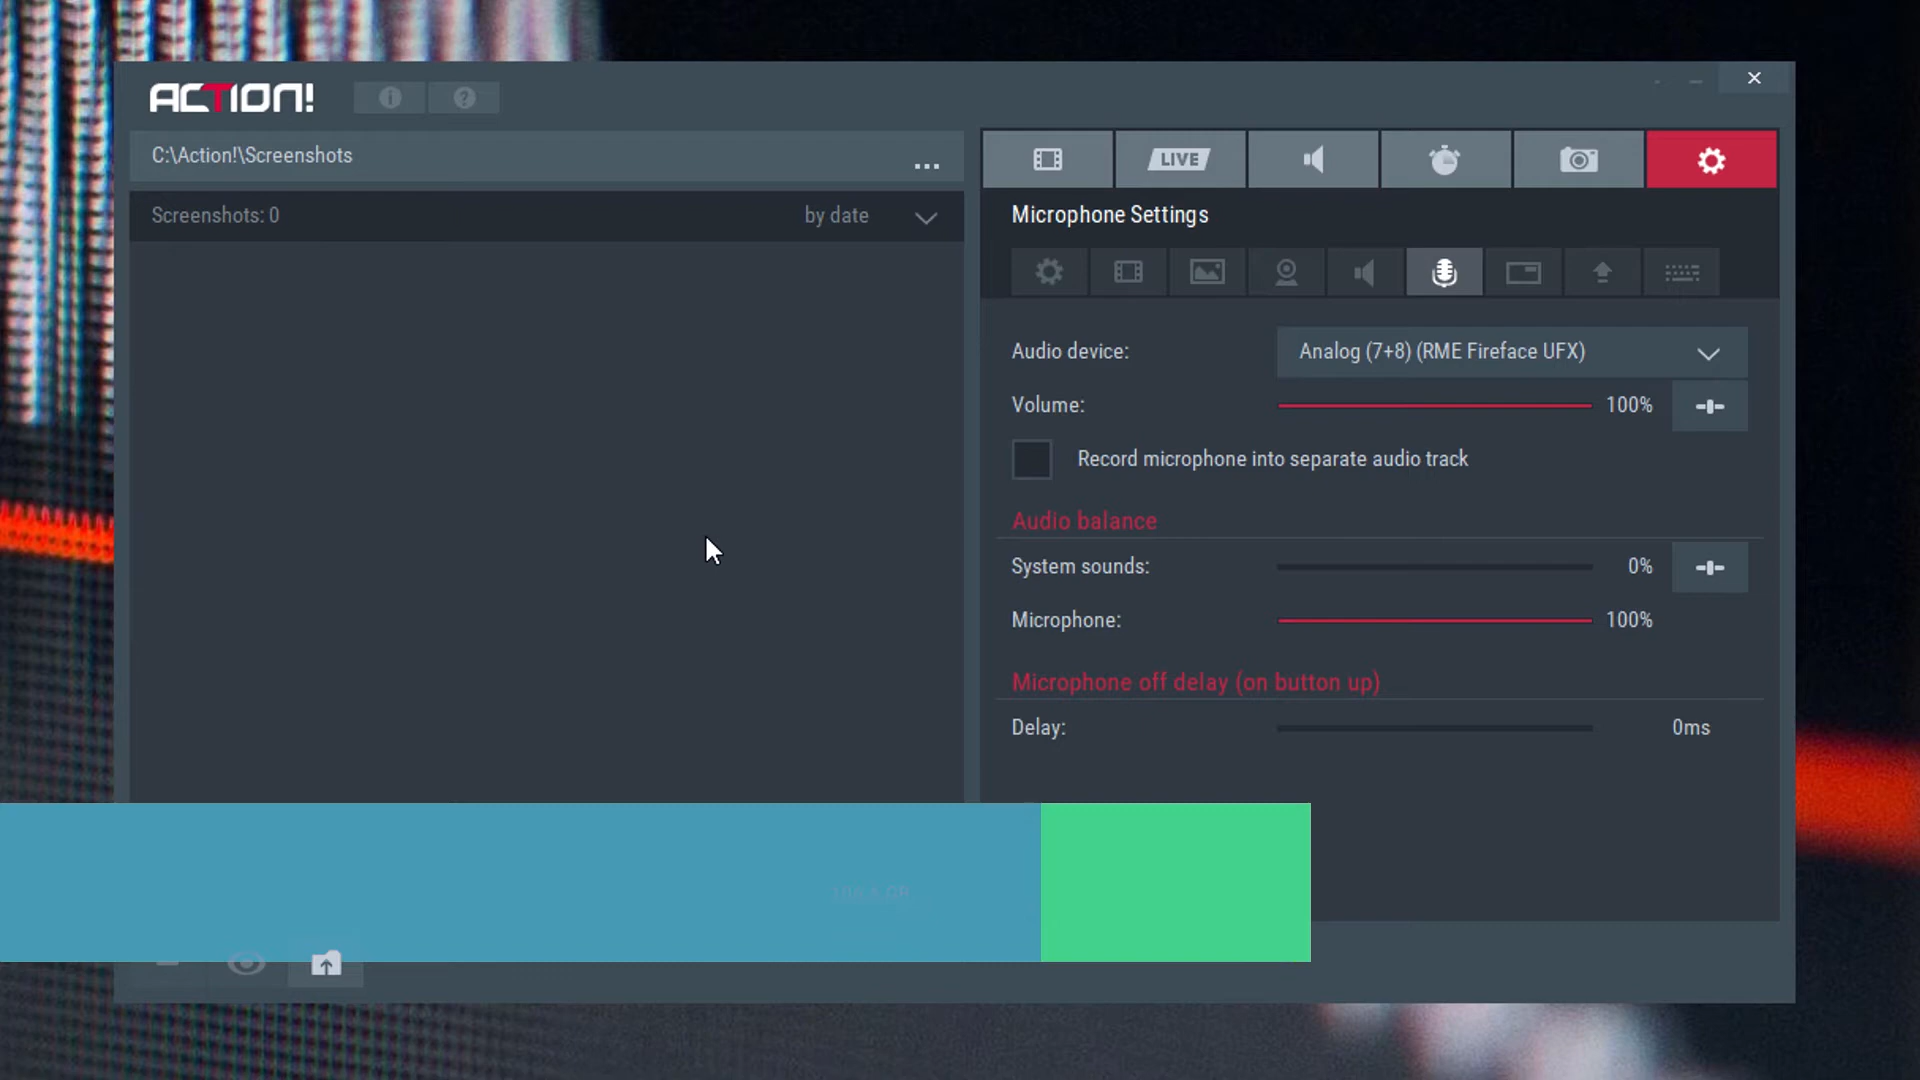 ACTION!
C:\Action!\Screenshots
...
LIVE
Screenshots: 0
by date
Microphone Settings
Audio device:
Analog (7+8) (RME Fireface UFX)
Volume:
100%
Record microphone into separate audio track
Audio balance
System sounds:
0%
Microphone:
100%
Microphone off delay (on button up)
Delay:
0ms